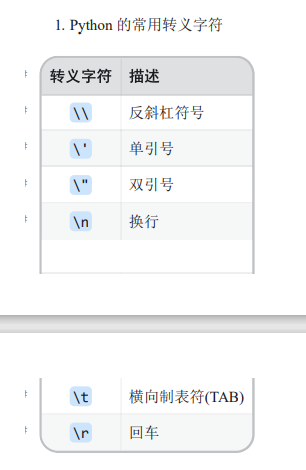 1. Python 的常用转义字符
转义字符 描述
\\ 反斜杠符号
\' 单引号
\" 双引号
\n 换行
\t 横向制表符(TAB)
\r 回车